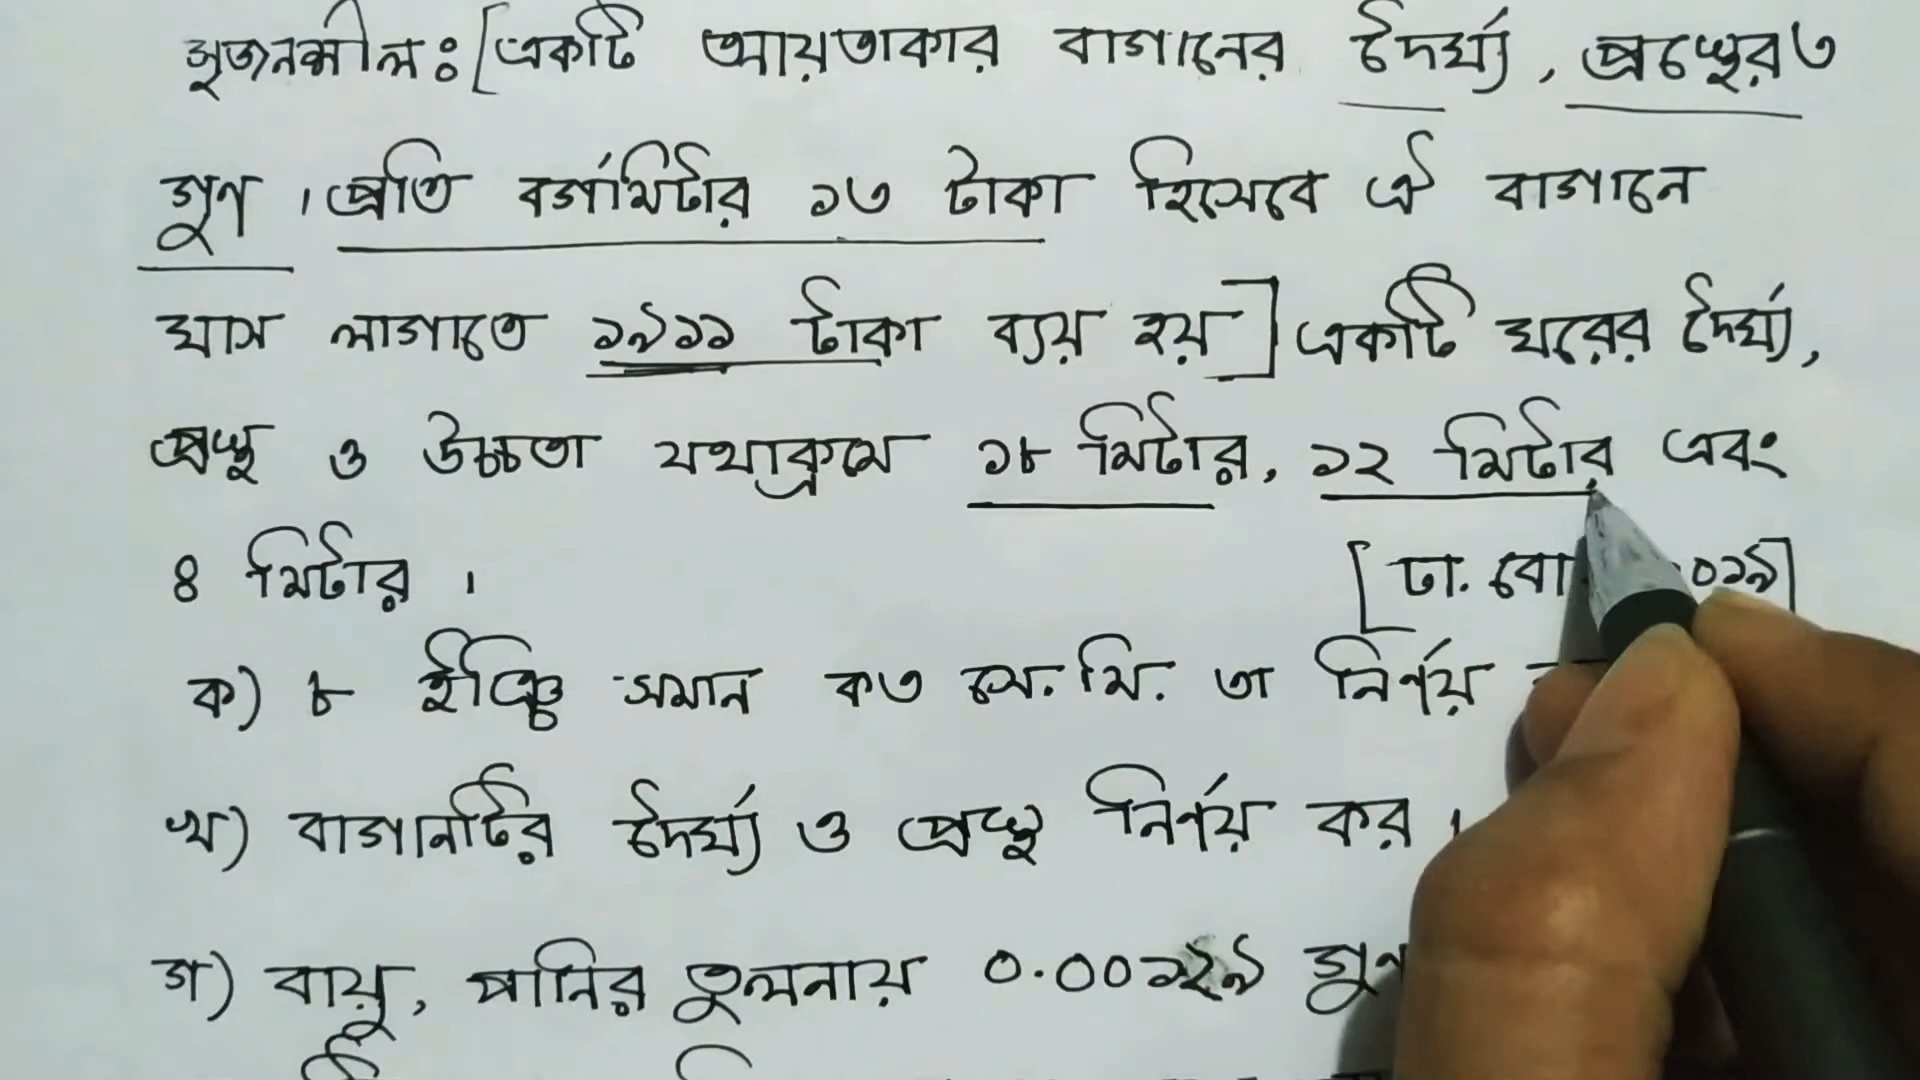 সৃজনশীল ঃ [একটি আয়তাকার বাগানের দৈর্ঘ্য, প্রস্থের ৩
গুণ । প্রতি বর্গমিটার ১৩ টাকা হিসেবে ঐ বাগানে
ঘাস লাগাতে ১৯১১ টাকা ব্যয় হয়] একটি ঘরের দৈর্ঘ্য,
প্রস্থ ও উচ্চতা যথাক্রমে ১৮ মিটার, ১২ মিটার এবং
৪ মিটার ।
[ঢা. বো ০১৯]
ক) ৮ ইঞ্চি সমান কত সে. মি. তা নির্ণয়
খ) বাগানটির দৈর্ঘ্য ও প্রস্থ নির্ণয় কর ।
গ) বায়ু, পানির তুলনায় ০.০০১২৯ গুণ